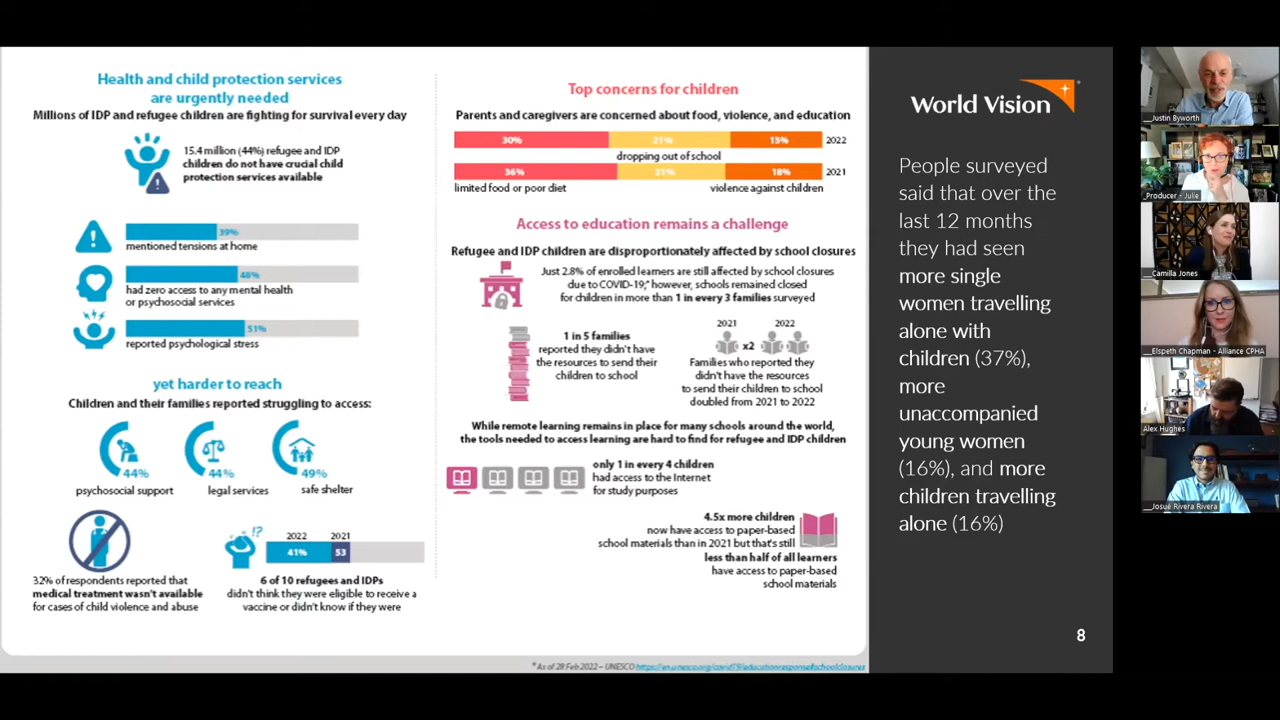 Health and child protection services
are urgently needed
Millions of IDP and refugee children are fighting for survival every day
15.4 million (44%) refugee and IDP
children do not have crucial child
protection services available
39%
mentioned tensions at home
48%
had zero access to any mental health
or psychosocial services
51%
reported psychological stress
yet harder to reach
Children and their families reported struggling to access:
44%
psychosocial support
44%
legal services
49%
safe shelter
32% of respondents reported that
medical treatment wasn't available
for cases of child violence and abuse
!?
2022 2021
41% 53
6 of 10 refugees and IDPs
didn't think they were eligible to receive a
vaccine or didn't know if they were
Top concerns for children
Parents and caregivers are concerned about food, violence, and education
30% 21% 13% 2022
dropping out of school
36% 21% 18% 2021
limited food or poor diet violence against children
Access to education remains a challenge
Refugee and IDP children are disproportionately affected by school closures
Just 2.8% of enrolled learners are still affected by school closures
due to COVID-19;* however, schools remained closed
for children in more than 1 in every 3 families surveyed
1 in 5 families
reported they didn't have
the resources to send their
children to school
2021 2022
x2
Families who reported they
didn't have the resources
to send their children to school
doubled from 2021 to 2022
While remote learning remains in place for many schools around the world,
the tools needed to access learning are hard to find for refugee and IDP children
only 1 in every 4 children
had access to the Internet
for study purposes
4.5x more children
now have access to paper-based
school materials than in 2021 but that's still
less than half of all learners
have access to paper-based
school materials
*As of 28 Feb 2022 – UNESCO https://en.unesco.org/covid19/educationresponse#schoolclosures
World Vision
People surveyed
said that over the
last 12 months
they had seen
more single
women travelling
alone with
children (37%),
more
unaccompanied
young women
(16%), and more
children travelling
alone (16%)
8
__Justin Byworth
_Producer - Julie
__Camilla Jones
__Elspeth Chapman - Alliance CPHA
Alex Hughes
__Josué Rivera Rivera